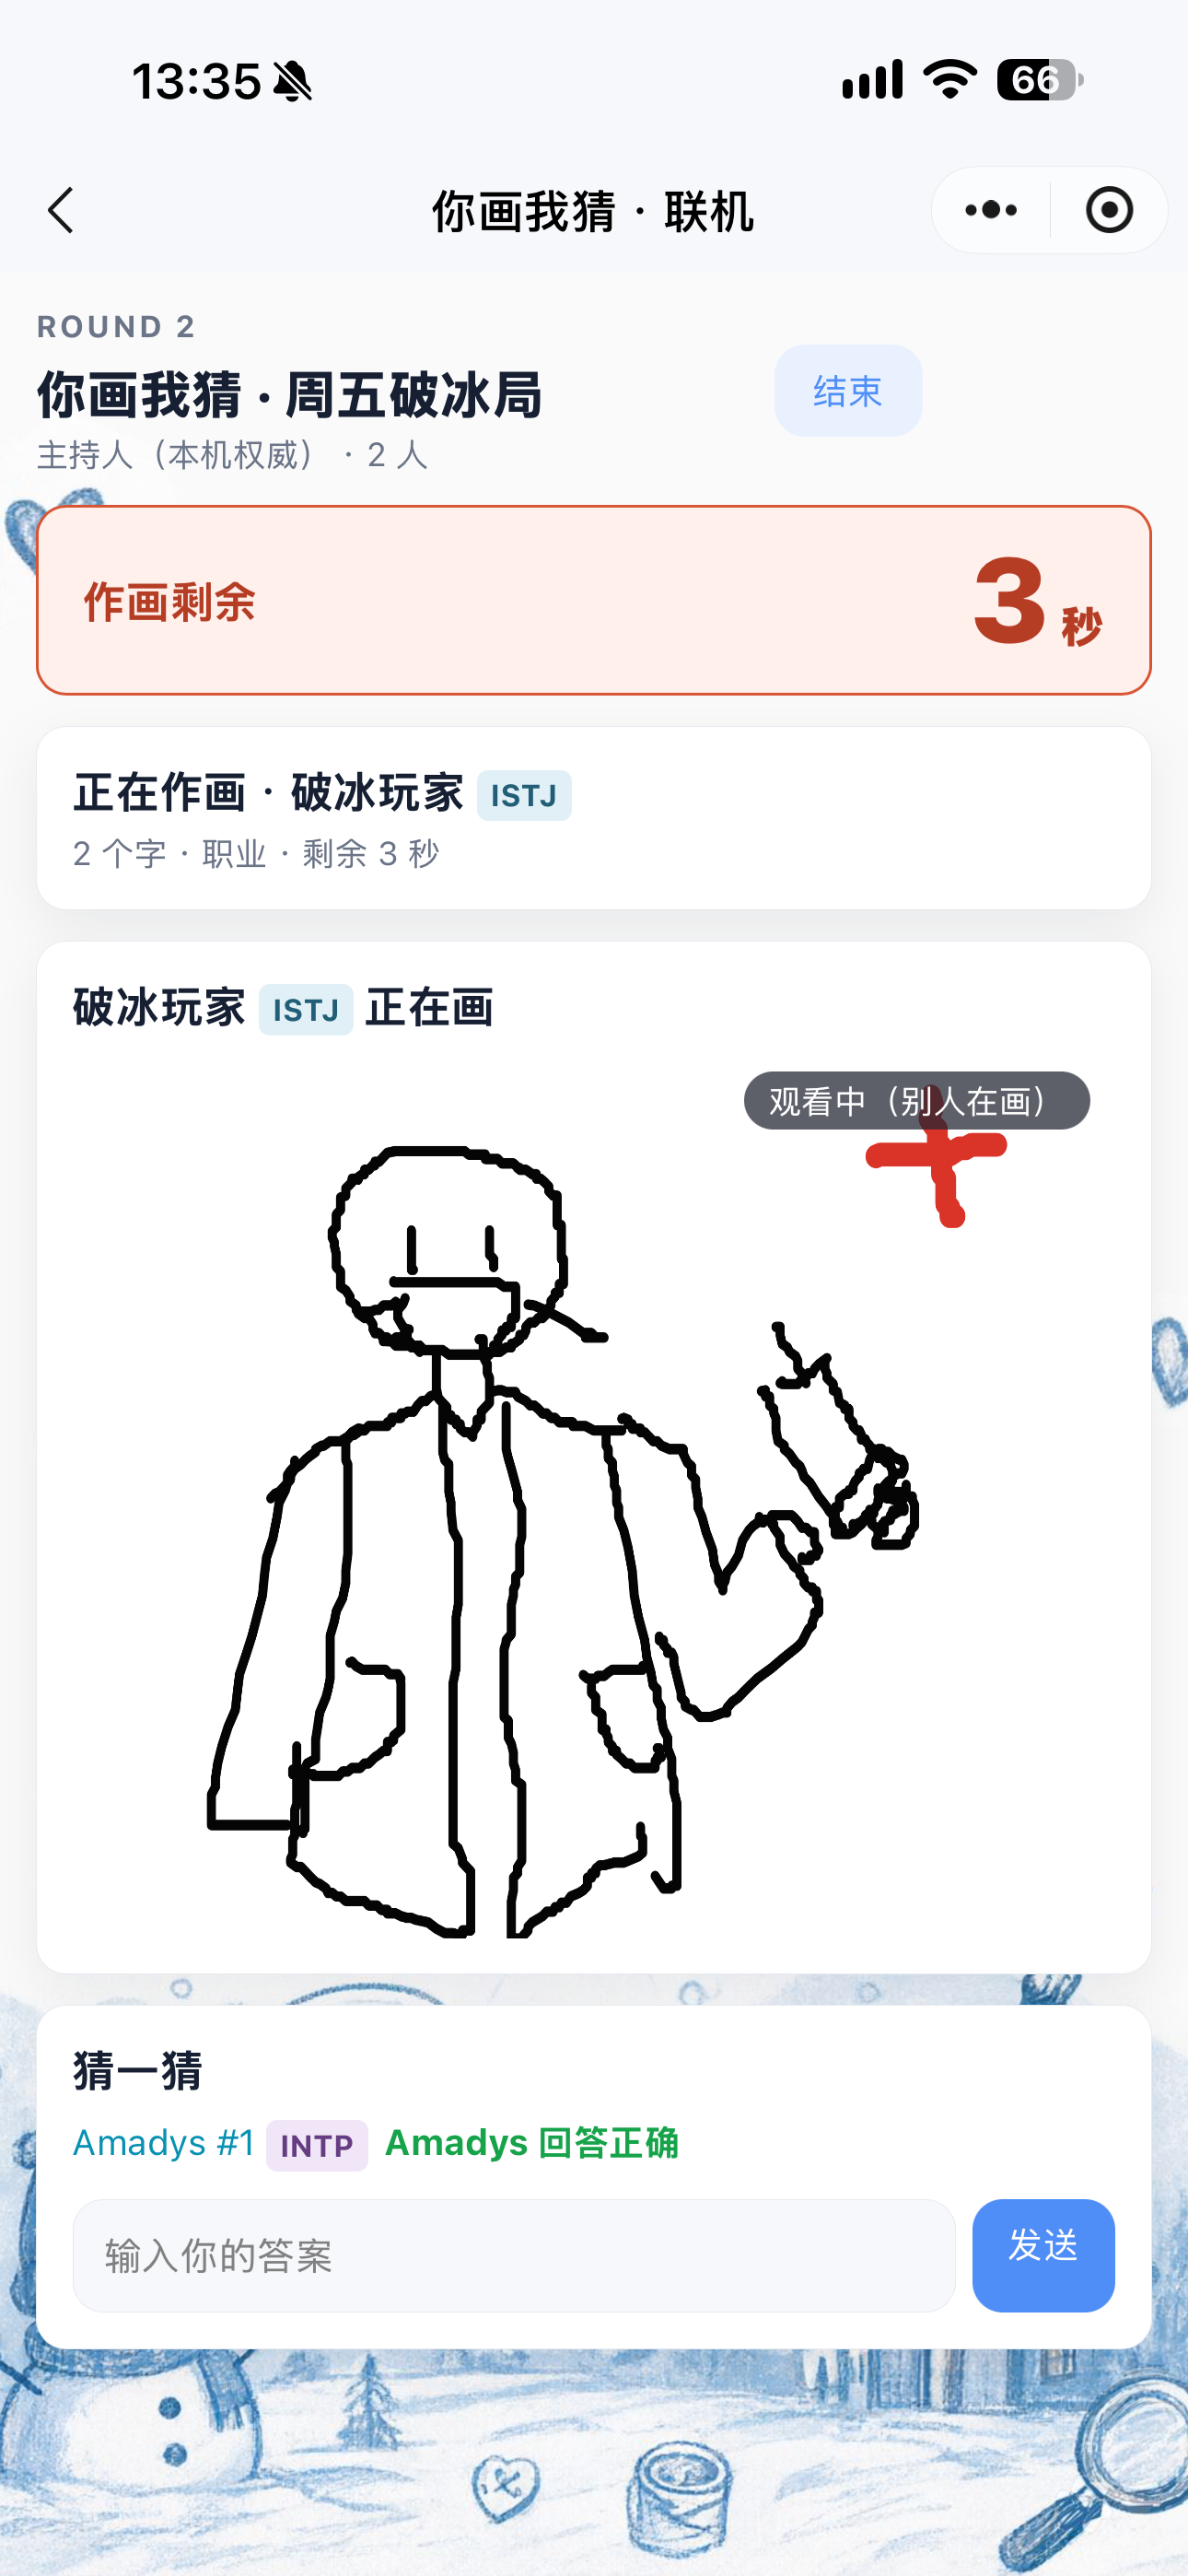 13:35
66
你画我猜 · 联机
ROUND 2
你画我猜 · 周五破冰局
结束
主持人（本机权威） · 2 人
作画剩余
3 秒
正在作画 · 破冰玩家 ISTJ
2 个字 · 职业 · 剩余 3 秒
破冰玩家 ISTJ 正在画
观看中（别人在画）
猜一猜
Amadys #1 INTP Amadys 回答正确
输入你的答案
发送